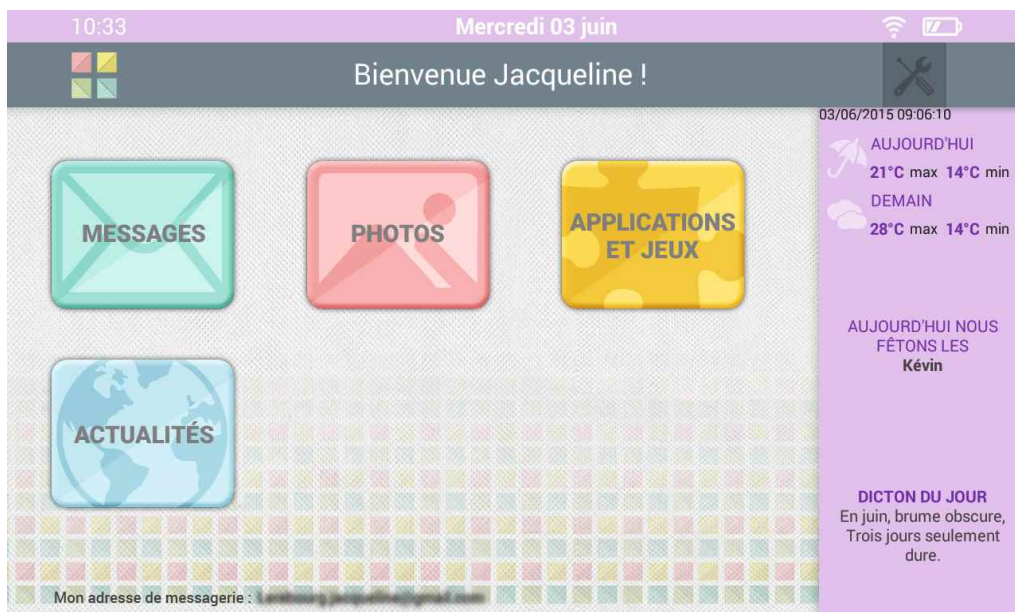 10:33
Mercredi 03 juin
Bienvenue Jacqueline !
MESSAGES
PHOTOS
APPLICATIONS
ET JEUX
ACTUALITÉS
Mon adresse de messagerie :
03/06/2015 09:06:10
AUJOURD'HUI
21°C max 14°C min
DEMAIN
28°C max 14°C min
AUJOURD'HUI NOUS
FÊTONS LES
Kévin
DICTON DU JOUR
En juin, brume obscure,
Trois jours seulement
dure.